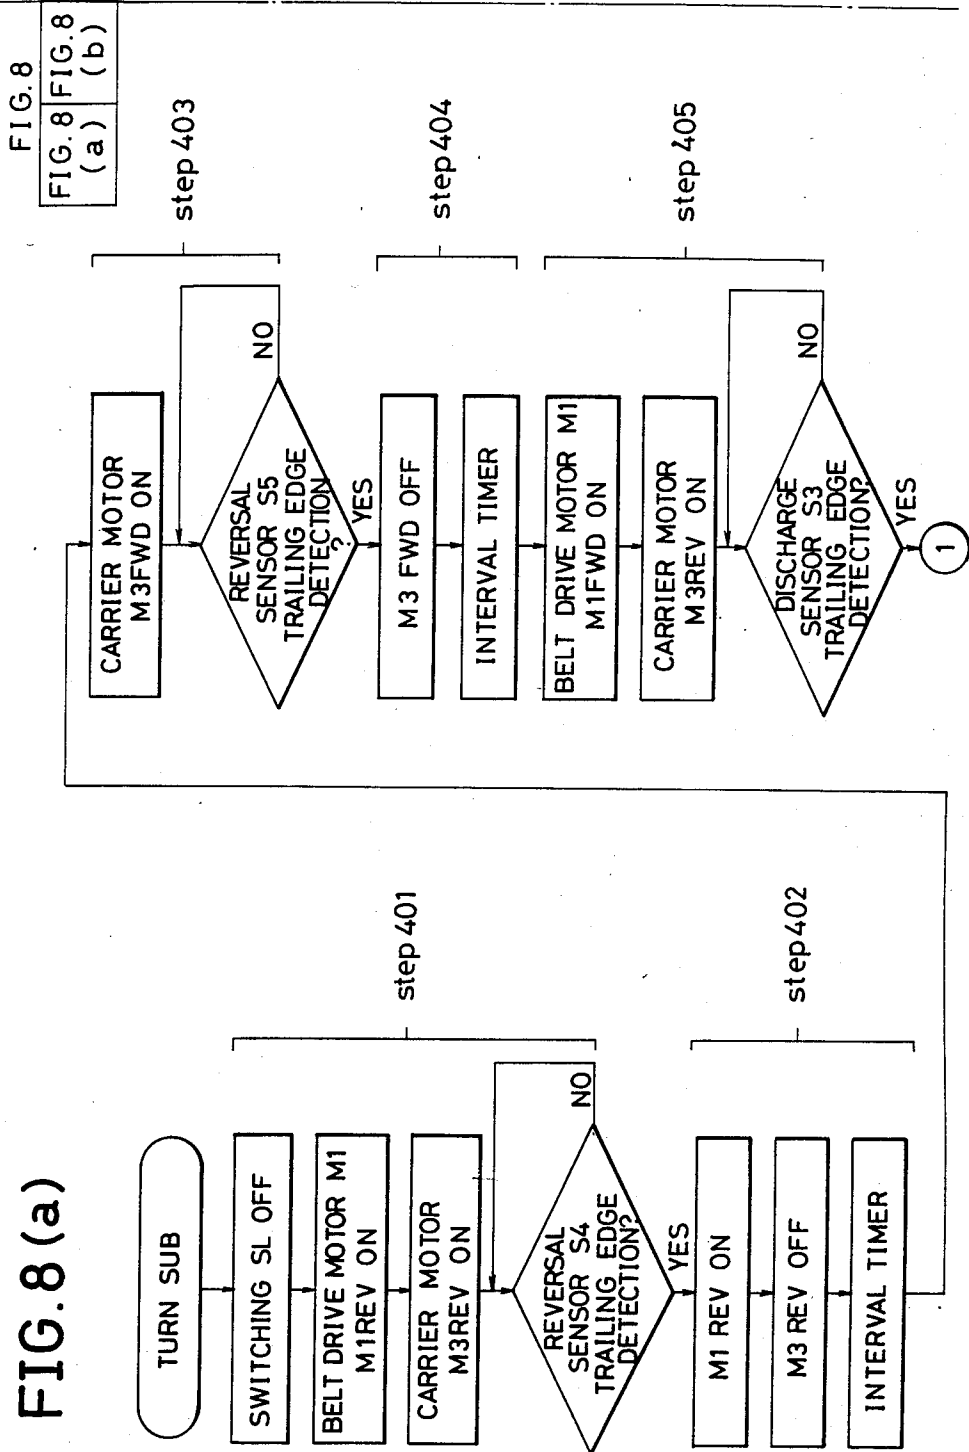 FIG.8(a)
TURN SUB
SWITCHING SL OFF
BELT DRIVE MOTOR M1
M1REV ON
CARRIER MOTOR
M3REV ON
REVERSAL
SENSOR S4
TRAILING EDGE
DETECTION?
NO
YES
step 401
M1 REV ON
M3 REV OFF
INTERVAL TIMER
step 402
FIG.8
FIG.8
(a)
FIG.8
(b)
CARRIER MOTOR
M3FWD ON
REVERSAL
SENSOR S5
TRAILING EDGE
DETECTION
?
NO
YES
step 403
M3 FWD OFF
INTERVAL TIMER
step 404
BELT DRIVE MOTOR M1
M1FWD ON
CARRIER MOTOR
M3REV ON
DISCHARGE
SENSOR S3
TRAILING EDGE
DETECTION?
NO
YES
step 405
1